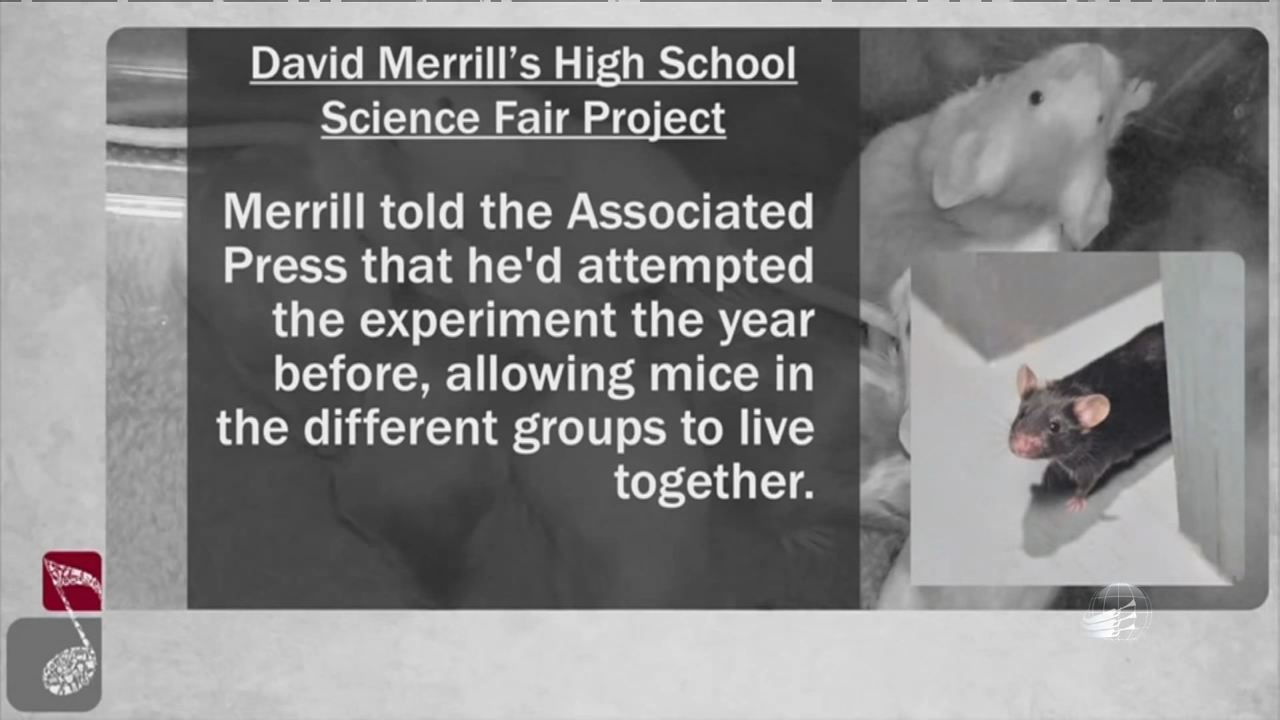 David Merrill’s High School
Science Fair Project
Merrill told the Associated
Press that he'd attempted
the experiment the year
before, allowing mice in
the different groups to live
together.